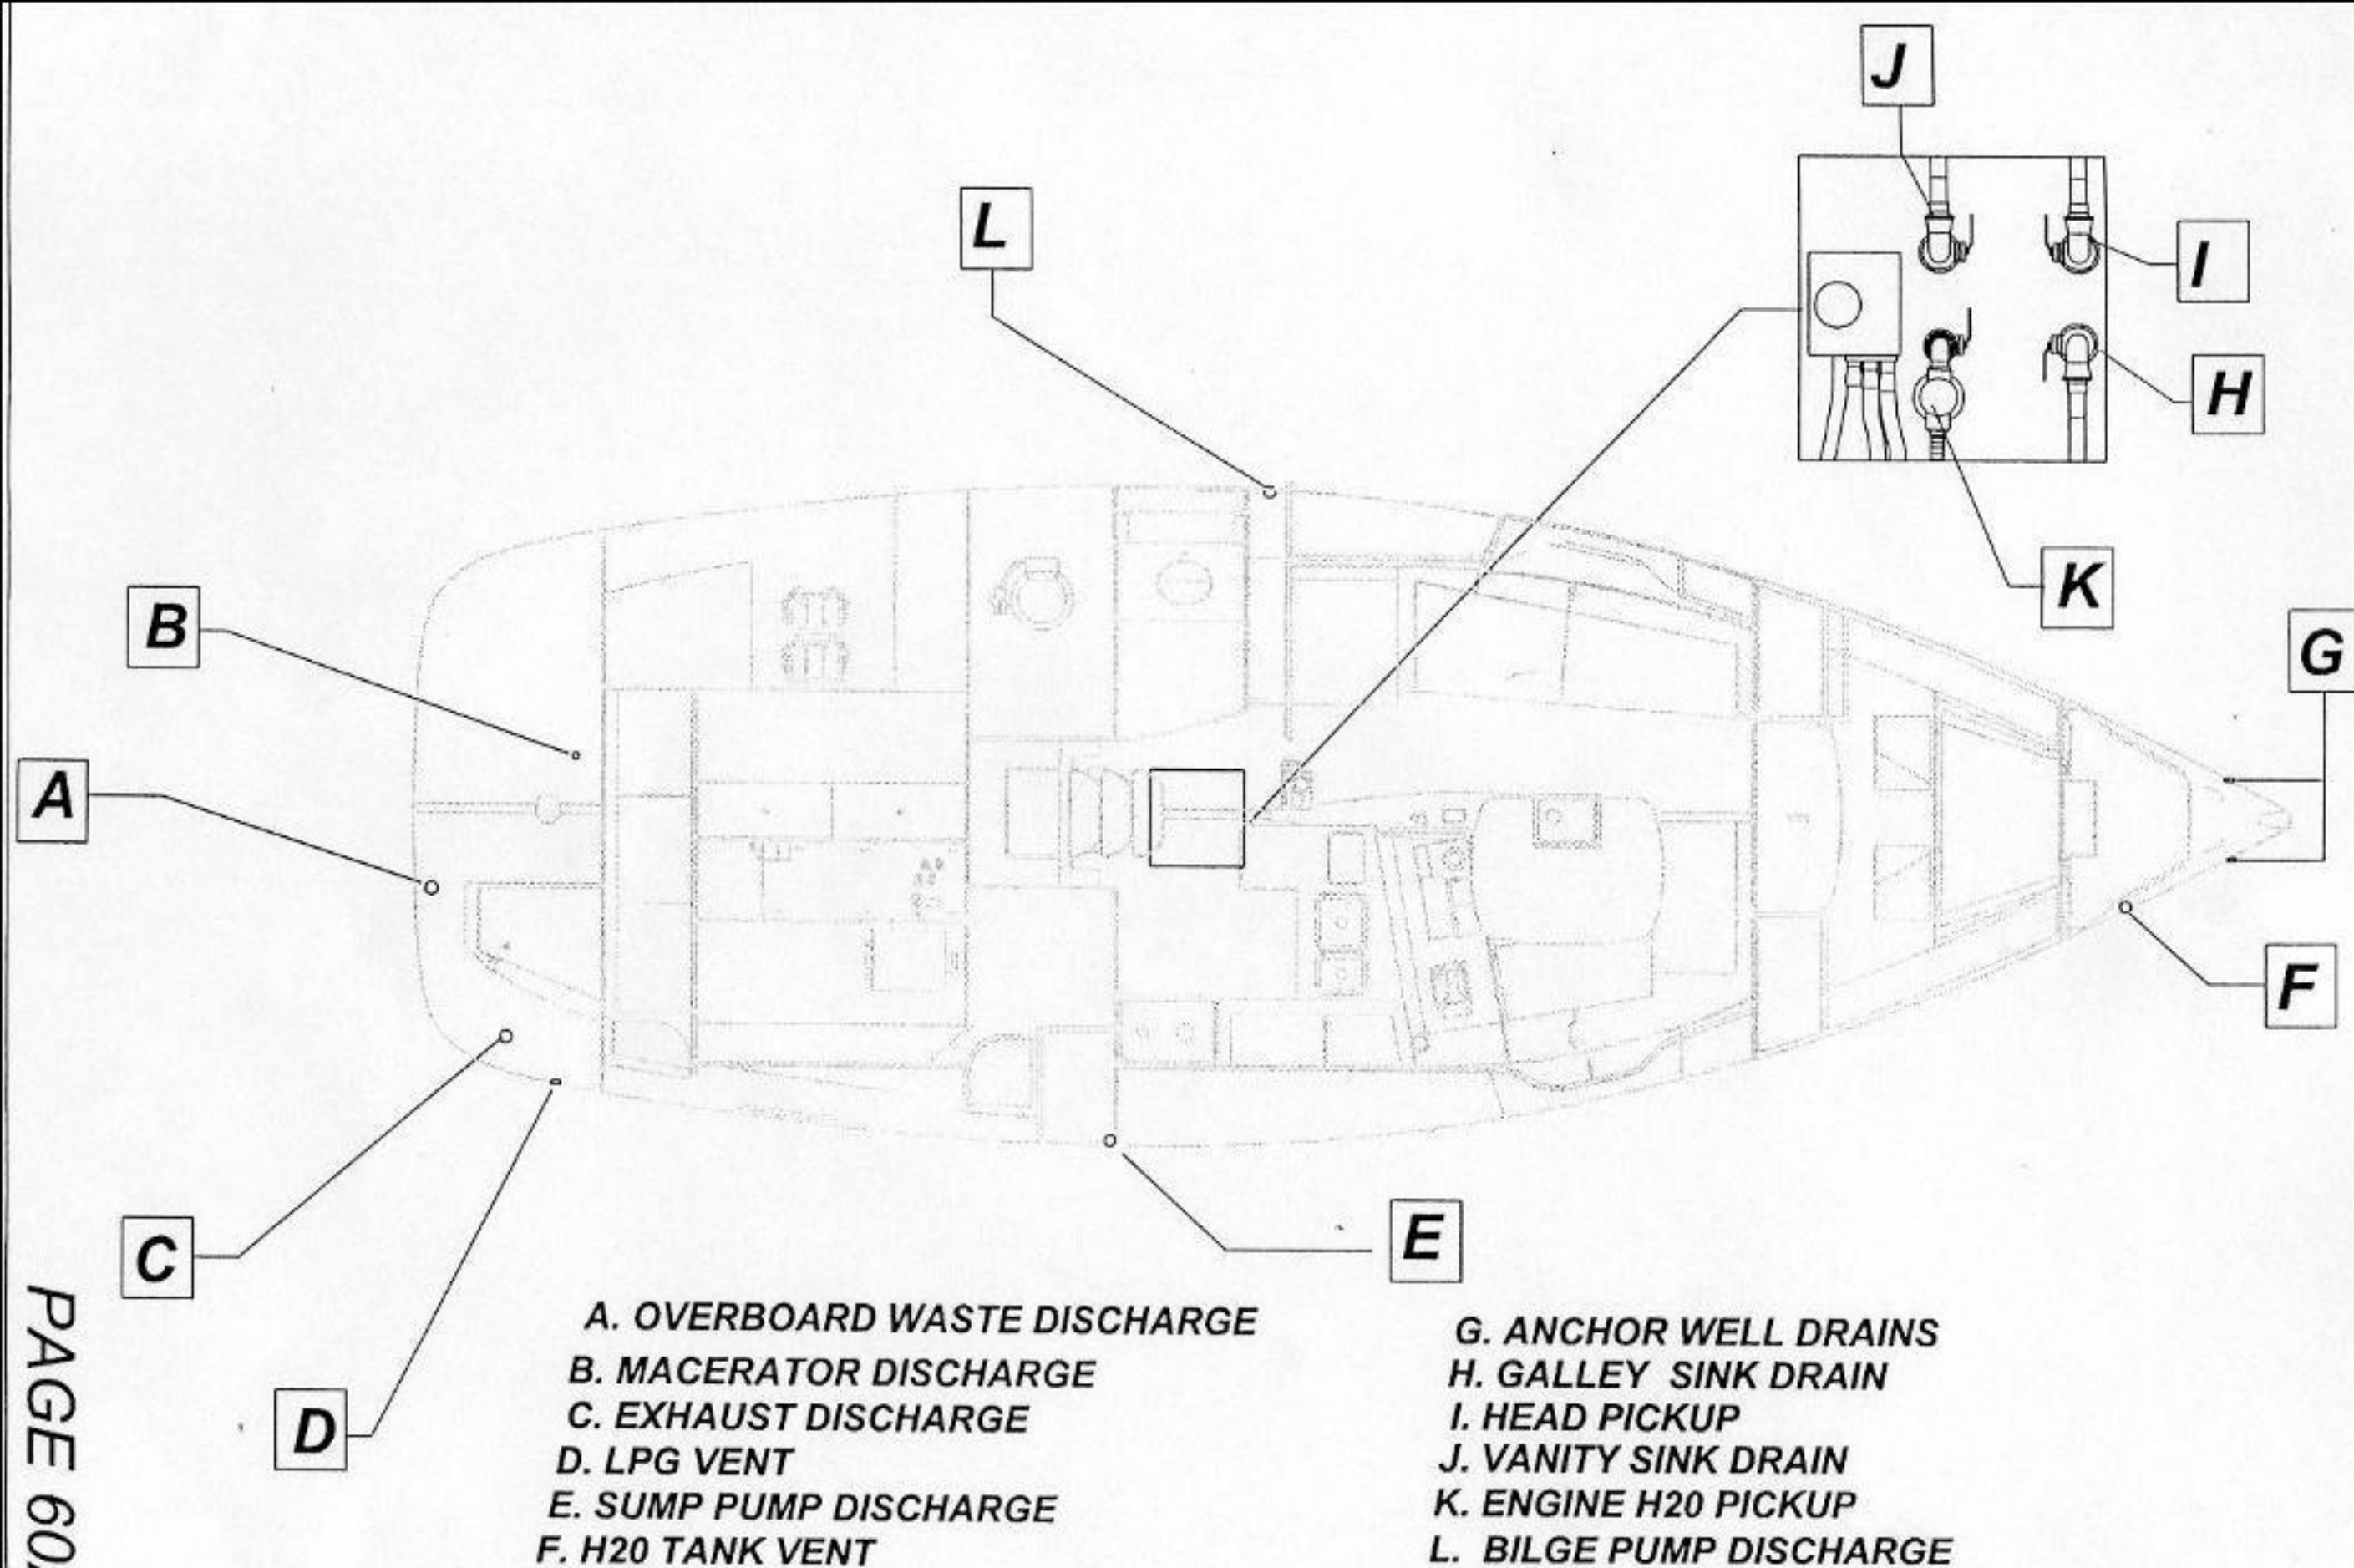 J
L
I
H
B
K
G
A
F
C
E
D
A. OVERBOARD WASTE DISCHARGE
B. MACERATOR DISCHARGE
C. EXHAUST DISCHARGE
D. LPG VENT
E. SUMP PUMP DISCHARGE
F. H20 TANK VENT
G. ANCHOR WELL DRAINS
H. GALLEY SINK DRAIN
I. HEAD PICKUP
J. VANITY SINK DRAIN
K. ENGINE H20 PICKUP
L. BILGE PUMP DISCHARGE
PAGE 60